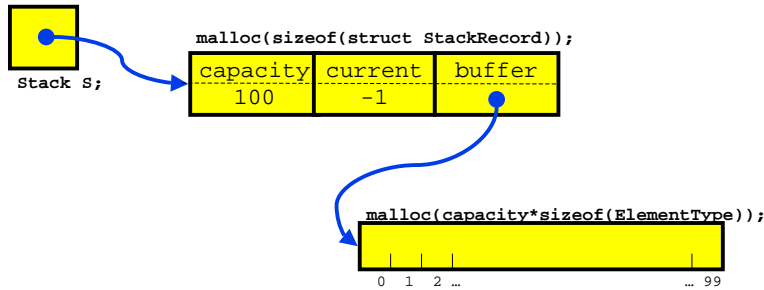 malloc(sizeof(struct StackRecord));
capacity current buffer
Stack S;
100 -1
malloc(capacity*sizeof(ElementType));
0 1 2 … … 99